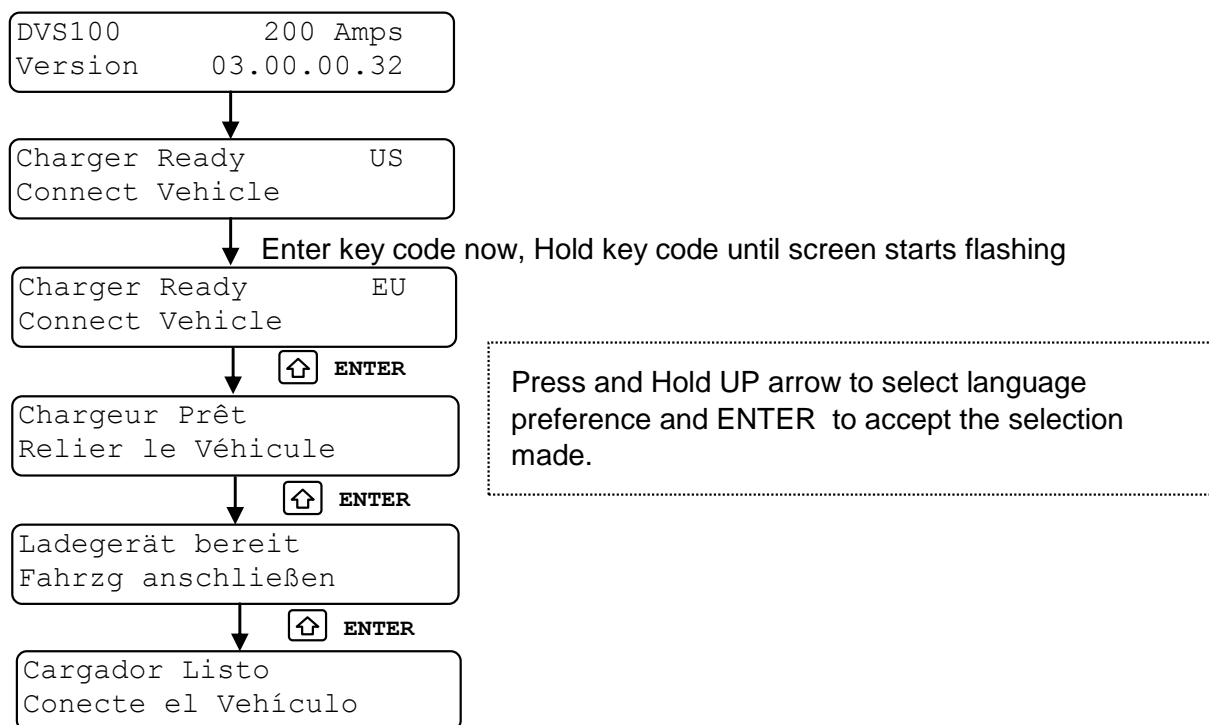 DVS100 200 Amps
Version 03.00.00.32
Charger Ready US
Connect Vehicle
Enter key code now, Hold key code until screen starts flashing
Charger Ready EU
Connect Vehicle
ENTER
Press and Hold UP arrow to select language
preference and ENTER to accept the selection
made.
Chargeur Prêt
Relier le Véhicule
ENTER
Ladegerät bereit
Fahrzg anschließen
ENTER
Cargador Listo
Conecte el Vehículo